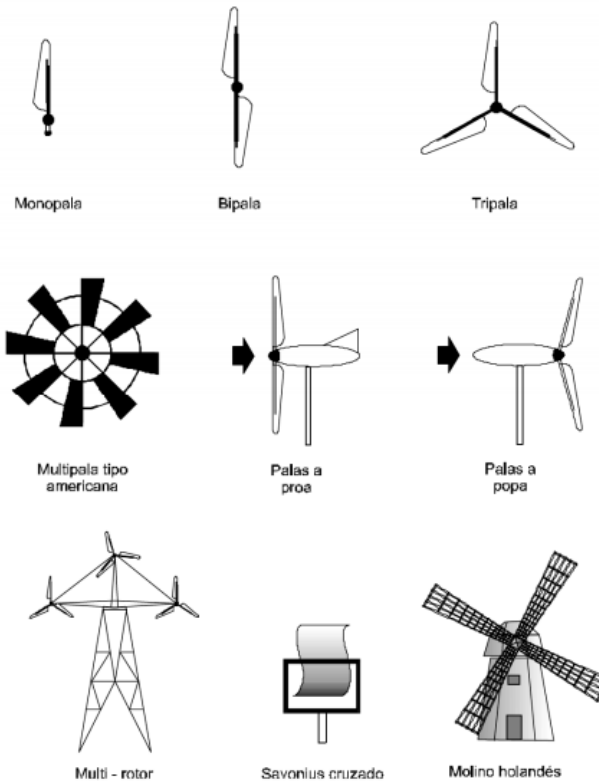 Monopala
Bipala
Tripala
Multipala tipo
americana
Palas a
proa
Palas a
popa
Multi - rotor
Savonius cruzado
Molino holandés